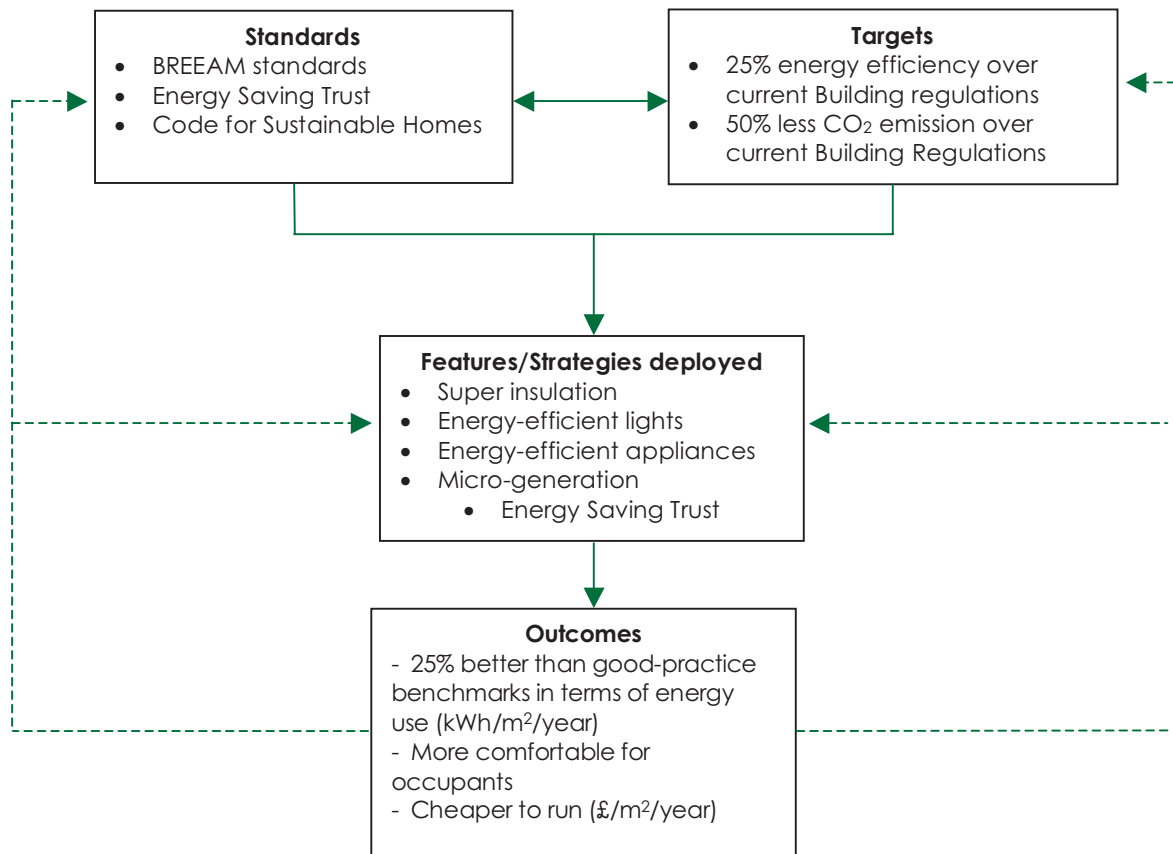 Standards
• BREEAM standards
• Energy Saving Trust
• Code for Sustainable Homes
Targets
• 25% energy efficiency over
current Building regulations
• 50% less CO₂ emission over
current Building Regulations
Features/Strategies deployed
• Super insulation
• Energy-efficient lights
• Energy-efficient appliances
• Micro-generation
• Energy Saving Trust
Outcomes
- 25% better than good-practice
benchmarks in terms of energy
use (kWh/m²/year)
- More comfortable for
occupants
- Cheaper to run (£/m²/year)